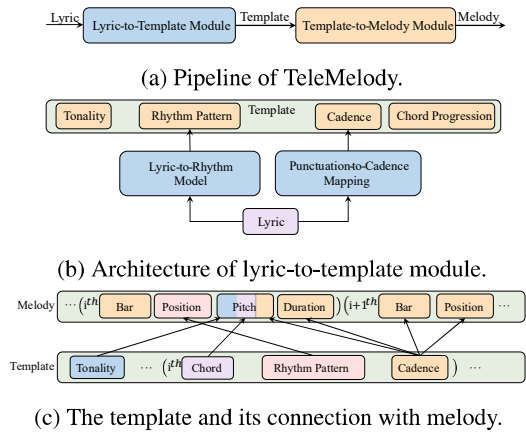 Lyric Lyric-to-Template Module Template Template-to-Melody Module Melody
(a) Pipeline of TeleMelody.
Tonality Rhythm Pattern Template Cadence Chord Progression
Lyric-to-Rhythm Model Punctuation-to-Cadence Mapping
Lyric
(b) Architecture of lyric-to-template module.
Melody ··· (i^th Bar Position Pitch Duration ) (i+1^th Bar Position ···
Template Tonality ··· (i^th Chord Rhythm Pattern Cadence ) ···
(c) The template and its connection with melody.